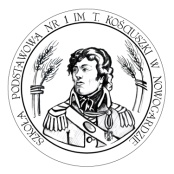 SZKOŁA PODSTAWOWA NR 1 IM T. KOŚCIUSZKI W NOWOGARDZIE